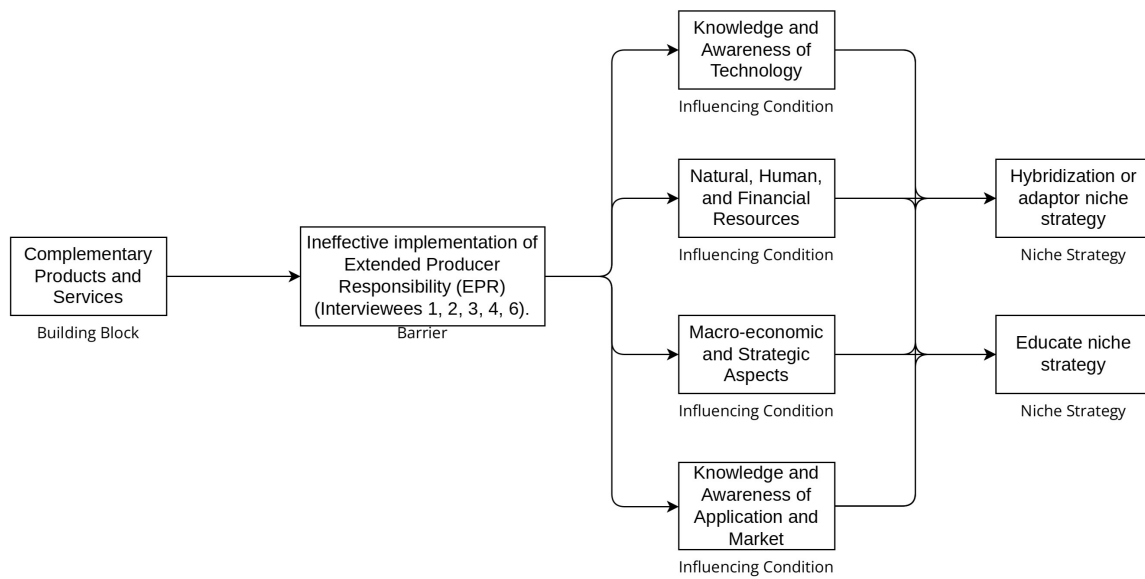 Complementary
Products and
Services
Building Block
Ineffective implementation of
Extended Producer
Responsibility (EPR)
(Interviewees 1, 2, 3, 4, 6).
Barrier
Knowledge and
Awareness of
Technology
Influencing Condition
Natural, Human,
and Financial
Resources
Influencing Condition
Macro-economic
and Strategic
Aspects
Influencing Condition
Knowledge and
Awareness of
Application and
Market
Influencing Condition
Hybridization or
adaptor niche
strategy
Niche Strategy
Educate niche
strategy
Niche Strategy